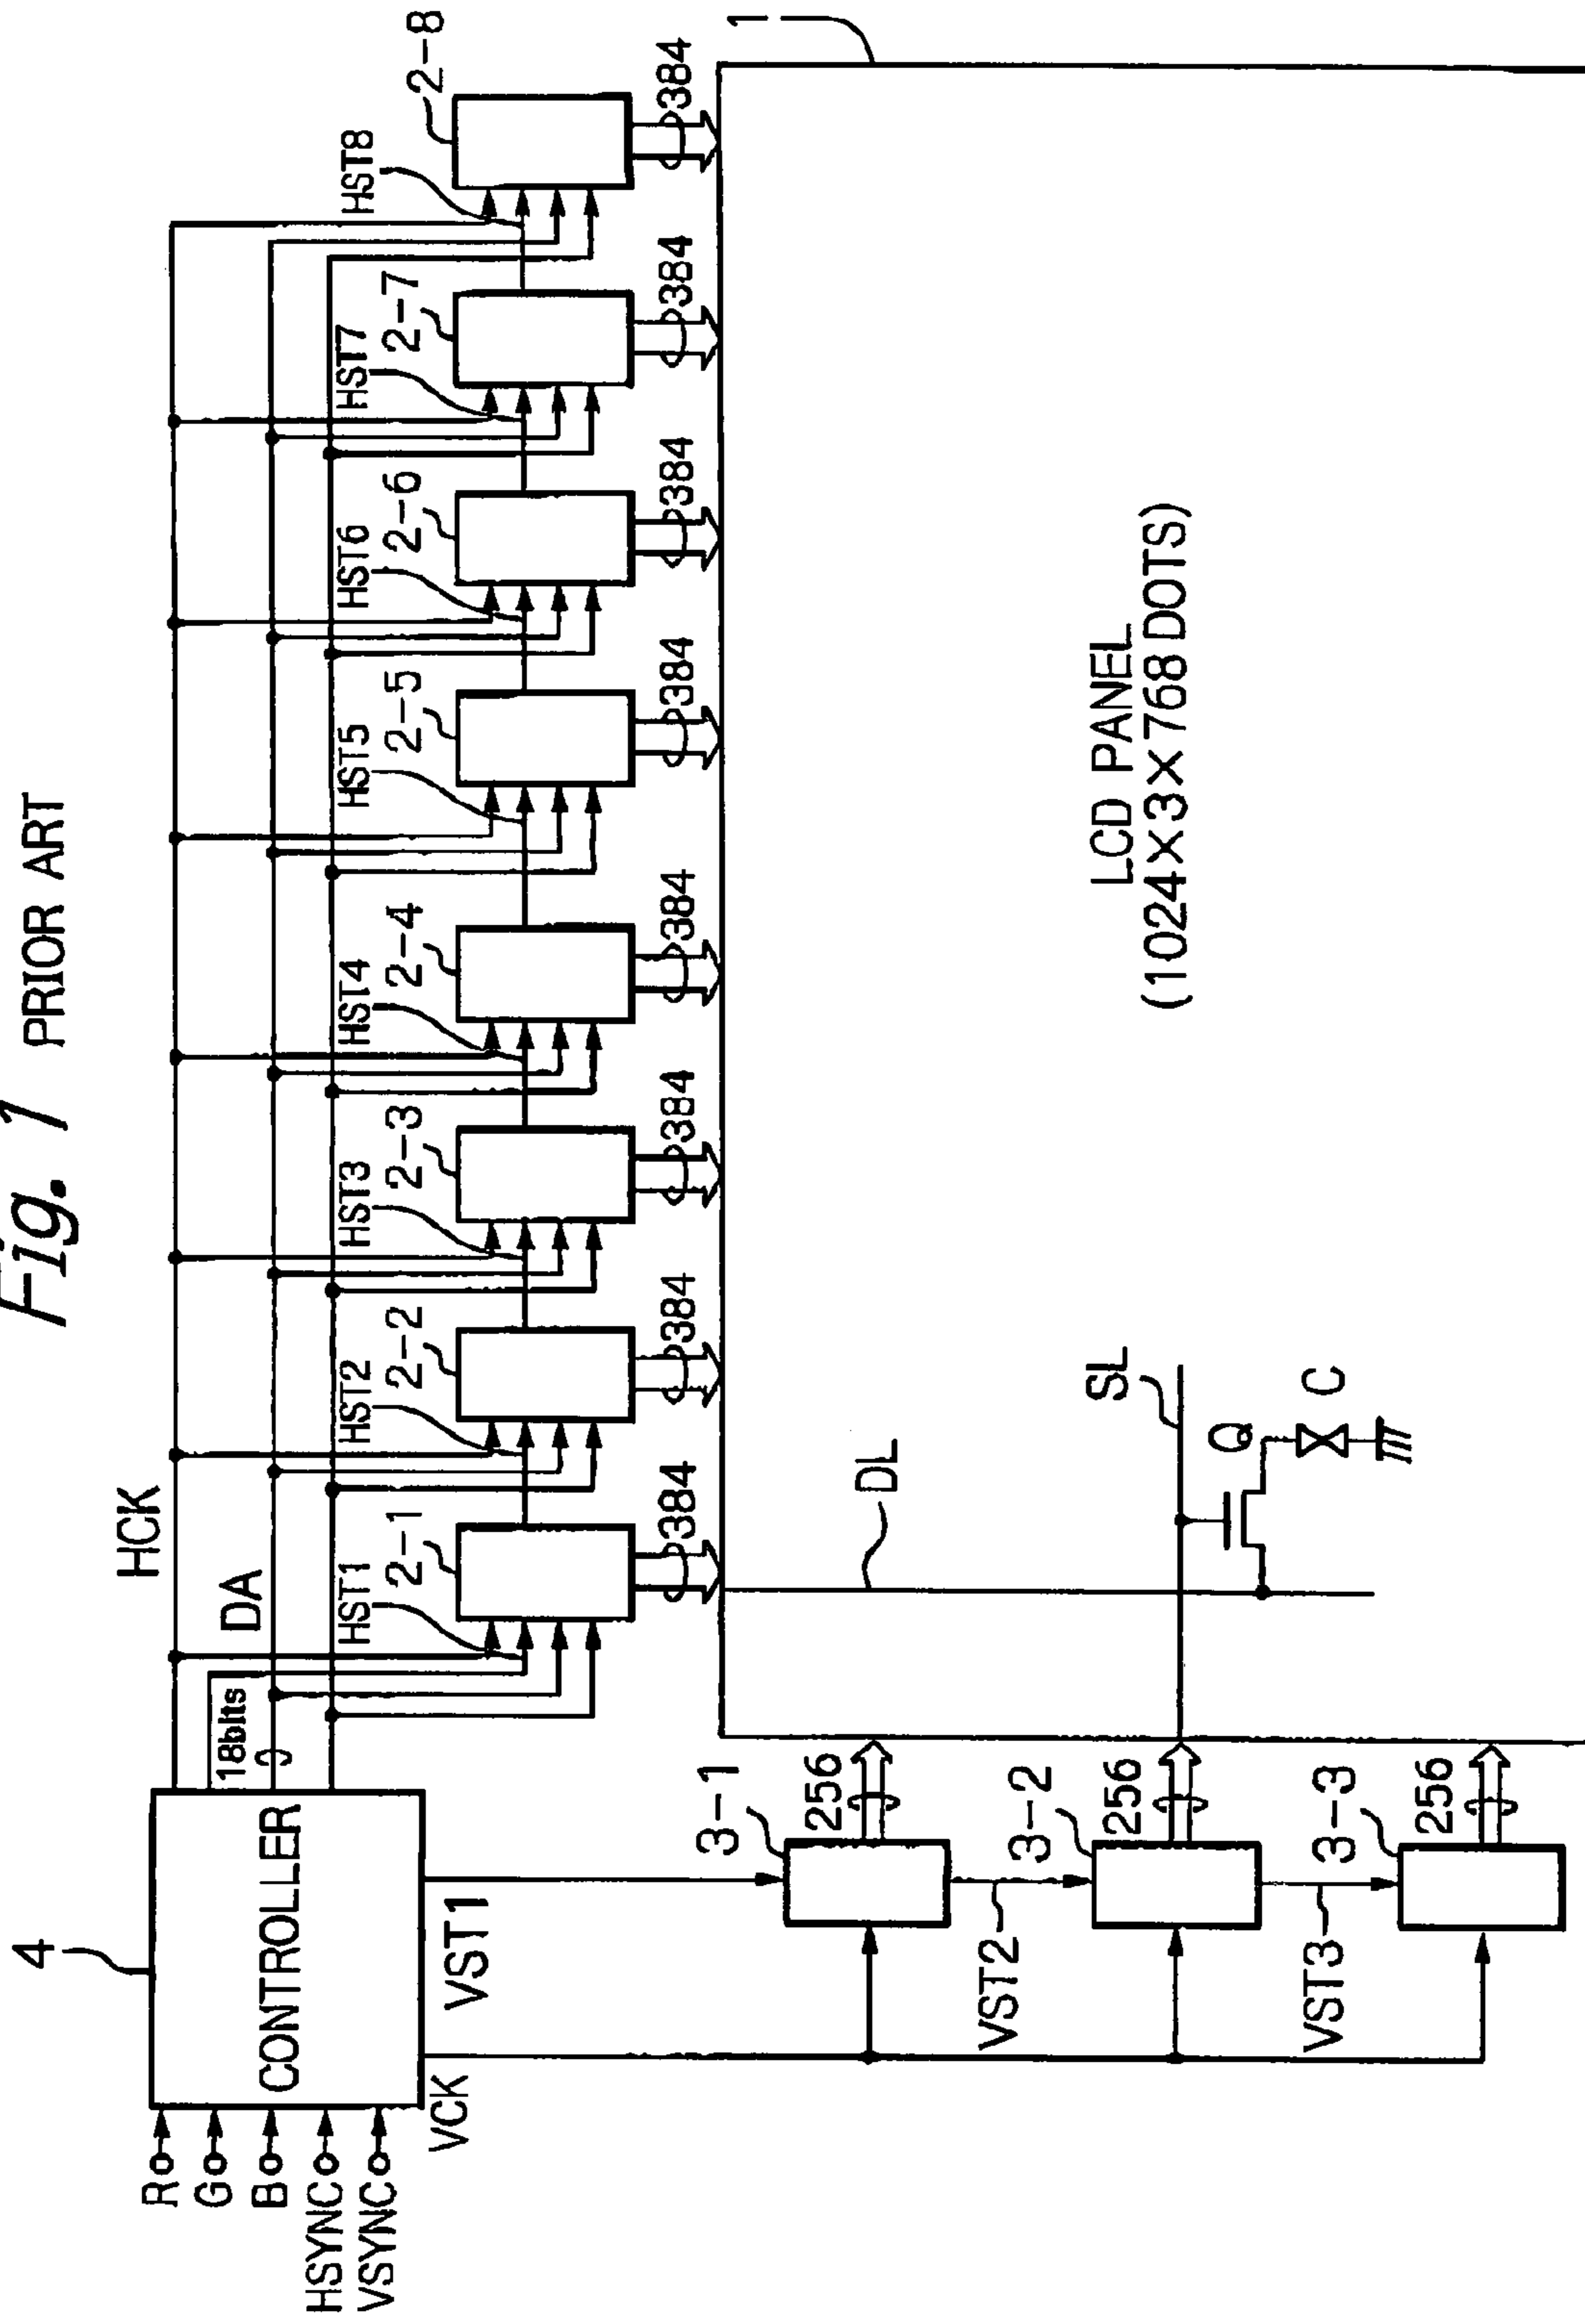 Fig. 1 PRIOR ART
4
R
G
B
HSYNC
VSYNC
CONTROLLER
VCK
VST1
HCK
18bits
DA
HST1
2-1
HST2
2-2
HST3
2-3
HST4
2-4
HST5
2-5
HST6
2-6
HST7
2-7
HST8
2-8
384
384
384
384
384
384
384
384
1
3-1
256
VST2
3-2
256
VST3
3-3
256
DL
SL
Q
C
LCD PANEL
(1024×3×768 DOTS)